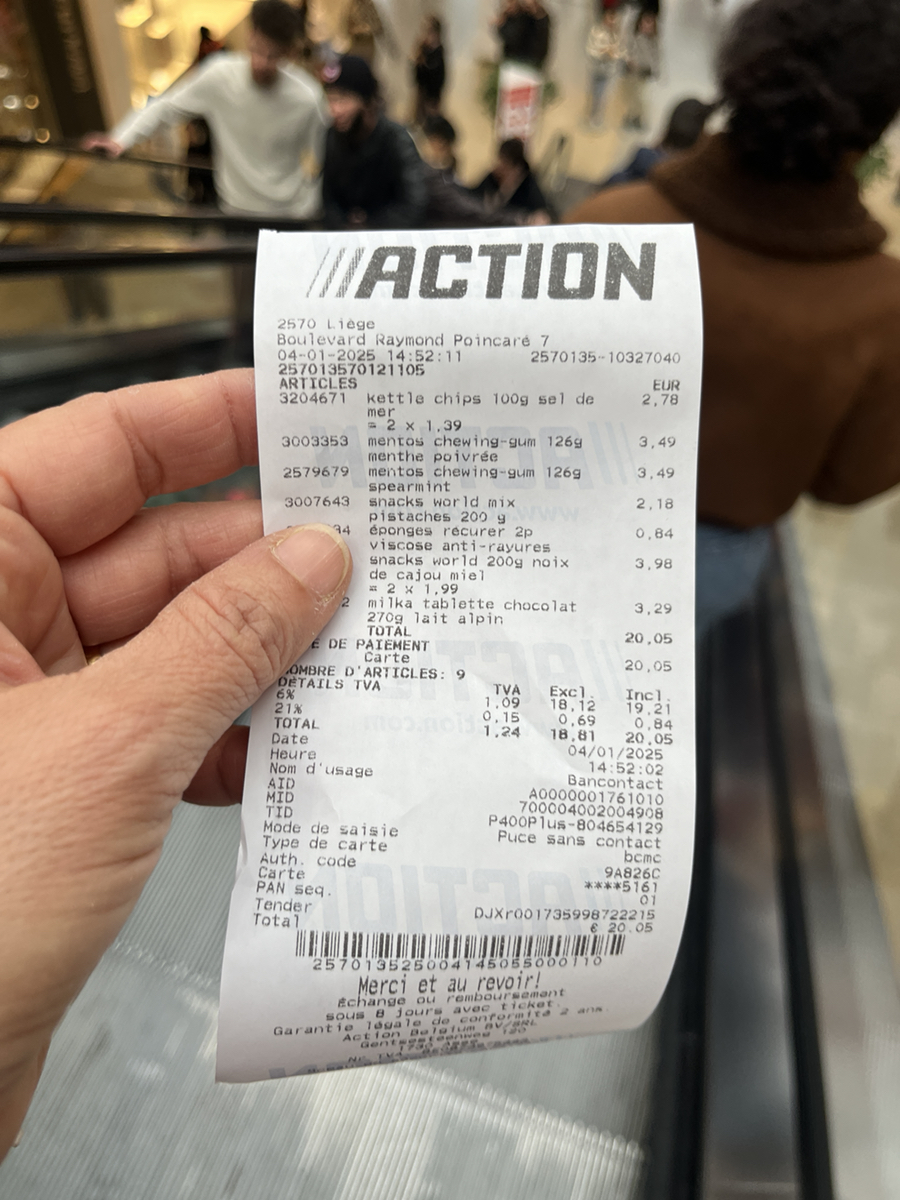 ///ACTION
2570 Liège
Boulevard Raymond Poincaré 7
04-01-2025 14:52:11 2570135-10327040
257013570121105
ARTICLES EUR
3204671 kettle chips 100g sel de 2,78
mer
= 2 x 1,39
3003353 mentos chewing-gum 126g 3,49
menthe poivrée
2579679 mentos chewing-gum 126g 3,49
spearmint
3007643 snacks world mix 2,18
pistaches 200 g
34 éponges récurer 2p 0,84
viscose anti-rayures
snacks world 200g noix 3,98
de cajou miel
= 2 x 1,99
2 milka tablette chocolat 3,29
270g lait alpin
TOTAL 20,05
E DE PAIEMENT
Carte 20,05
OMBRE D'ARTICLES: 9
DÉTAILS TVA TVA Excl. Incl.
6% 1,09 18,12 19,21
21% 0,15 0,69 0,84
TOTAL 1,24 18,81 20,05
Date 04/01/2025
Heure 14:52:02
Nom d'usage Bancontact
AID A0000001761010
MID 700004002004908
TID P400Plus-804654129
Mode de saisie Puce sans contact
Type de carte bcmc
Auth. code 9A826C
Carte ****5161
PAN seq. 01
Tender DJXr001735998722215
Total € 20.05
257013525004145055000110
Merci et au revoir!
Échange ou remboursement
sous 8 jours avec ticket.
Garantie légale de conformité 2 ans.
Action Belgium BV/SRL
Gentsesteenweg 120